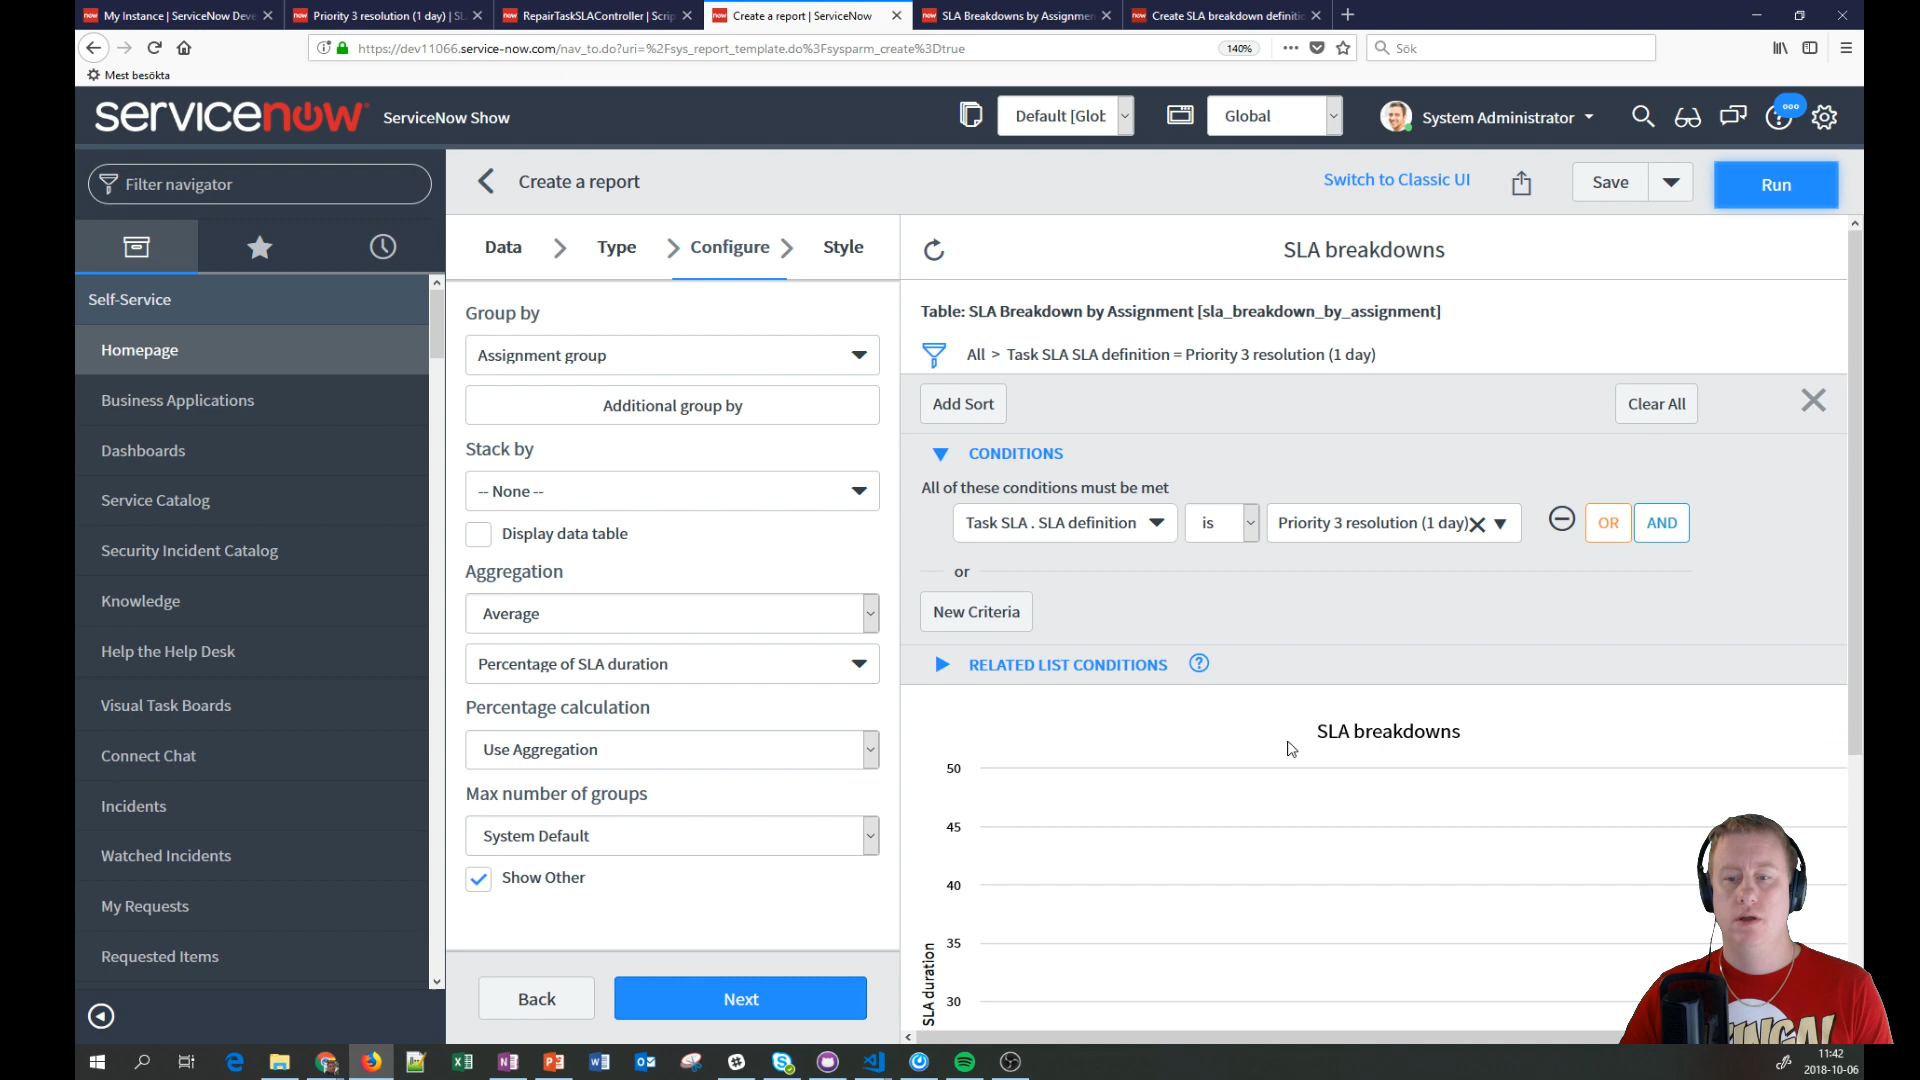 My Instance | ServiceNow Deve
Priority 3 resolution (1 day) | SL
RepairTaskSLAController | Scrip
Create a report | ServiceNow
SLA Breakdowns by Assignmen
Create SLA breakdown definitio
https://dev11066.service-now.com/nav_to.do?uri=%2Fsys_report_template.do%3Fsysparm_create%3Dtrue
140%
Sök
Mest besökta
servicenow
ServiceNow Show
Default [Glob
Global
System Administrator
Filter navigator
Create a report
Switch to Classic UI
Save
Run
Self-Service
Homepage
Business Applications
Dashboards
Service Catalog
Security Incident Catalog
Knowledge
Help the Help Desk
Visual Task Boards
Connect Chat
Incidents
Watched Incidents
My Requests
Requested Items
Data
Type
Configure
Style
Group by
Assignment group
Additional group by
Stack by
-- None --
Display data table
Aggregation
Average
Percentage of SLA duration
Percentage calculation
Use Aggregation
Max number of groups
System Default
Show Other
Back
Next
SLA breakdowns
Table: SLA Breakdown by Assignment [sla_breakdown_by_assignment]
All > Task SLA SLA definition = Priority 3 resolution (1 day)
Add Sort
Clear All
CONDITIONS
All of these conditions must be met
Task SLA . SLA definition
is
Priority 3 resolution (1 day)
OR
AND
or
New Criteria
RELATED LIST CONDITIONS
SLA breakdowns
50
45
40
35
30
SLA duration
11:42
2018-10-06